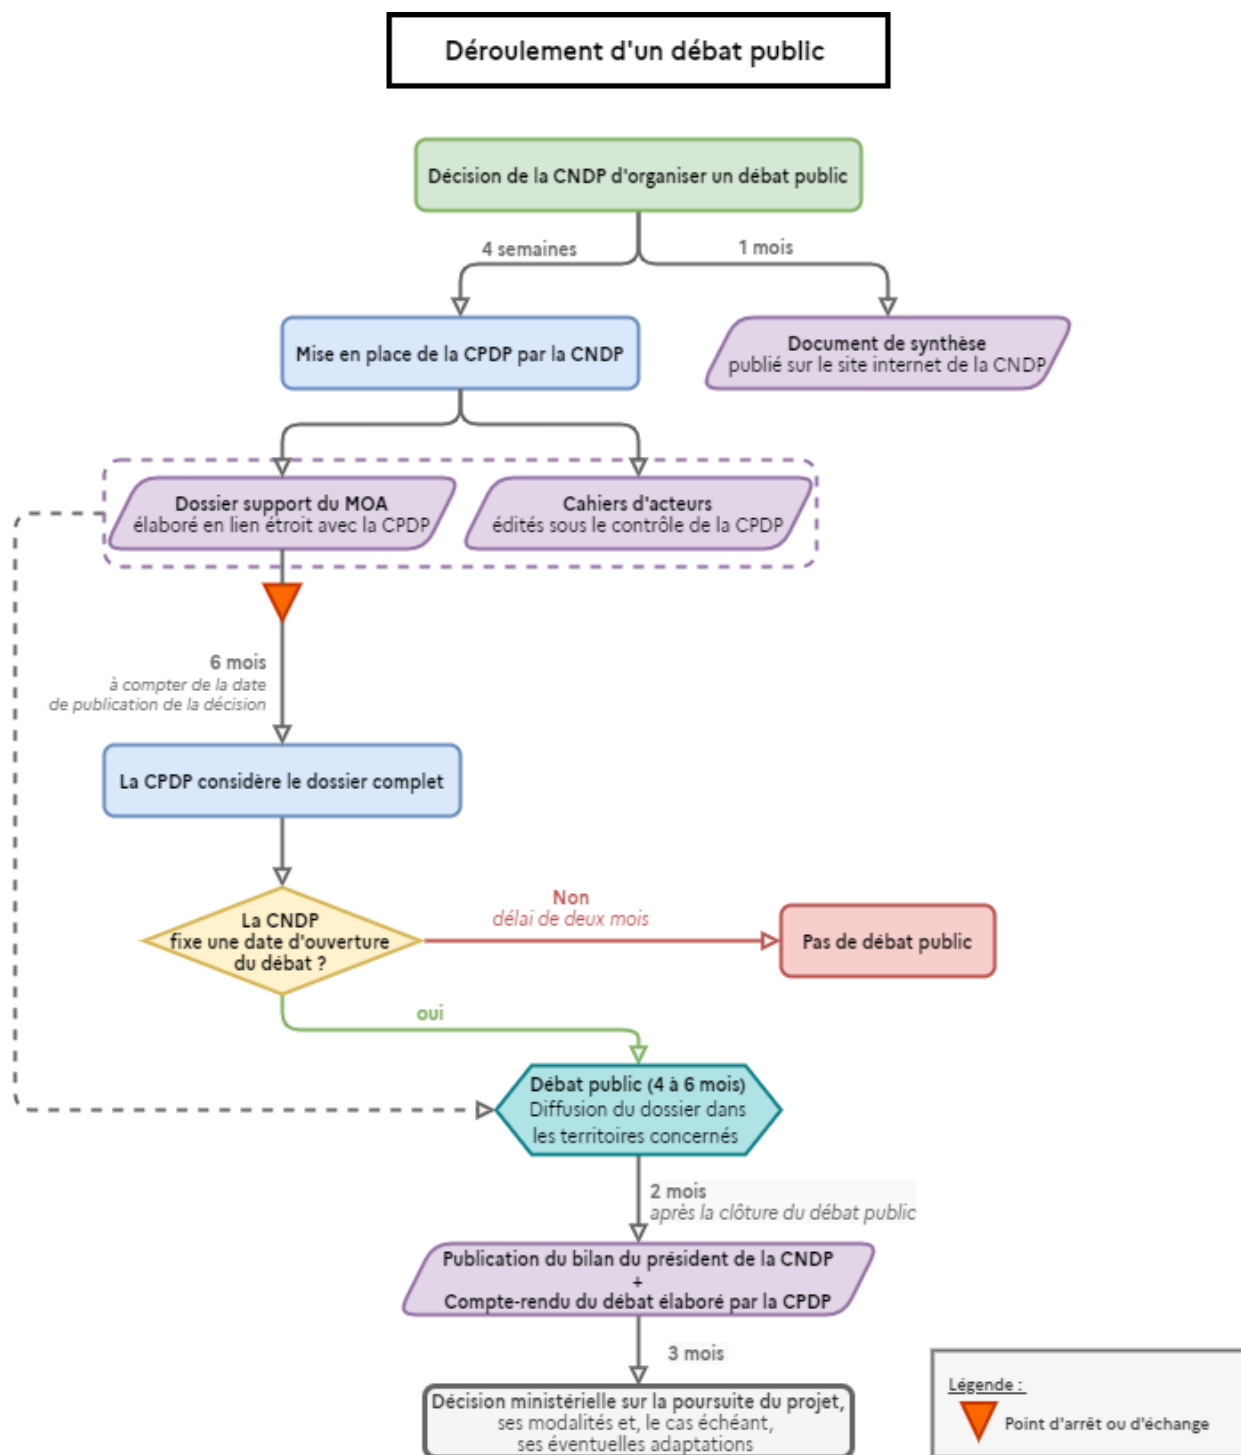 Déroulement d'un débat public
Décision de la CNDP d'organiser un débat public
4 semaines
1 mois
Mise en place de la CPDP par la CNDP
Document de synthèse
publié sur le site internet de la CNDP
Dossier support du MOA
élaboré en lien étroit avec la CPDP
Cahiers d'acteurs
édités sous le contrôle de la CPDP
6 mois
à compter de la date
de publication de la décision
La CPDP considère le dossier complet
La CNDP
fixe une date d'ouverture
du débat ?
Non
délai de deux mois
Pas de débat public
oui
Débat public (4 à 6 mois)
Diffusion du dossier dans
les territoires concernés
2 mois
après la clôture du débat public
Publication du bilan du président de la CNDP
+
Compte-rendu du débat élaboré par la CPDP
3 mois
Décision ministérielle sur la poursuite du projet,
ses modalités et, le cas échéant,
ses éventuelles adaptations
Légende :
Point d'arrêt ou d'échange